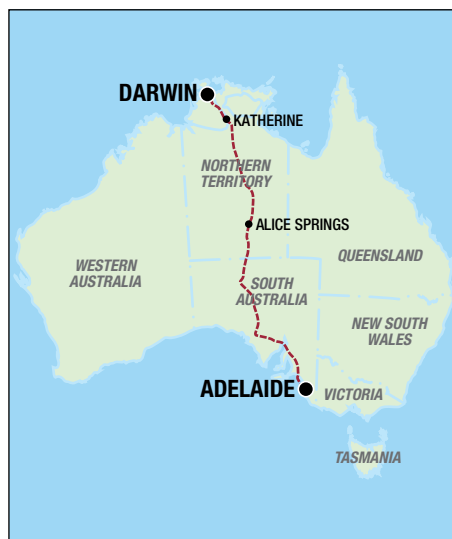 DARWIN
KATHERINE
NORTHERN
TERRITORY
ALICE SPRINGS
QUEENSLAND
WESTERN
AUSTRALIA
SOUTH
AUSTRALIA
NEW SOUTH
WALES
ADELAIDE
VICTORIA
TASMANIA